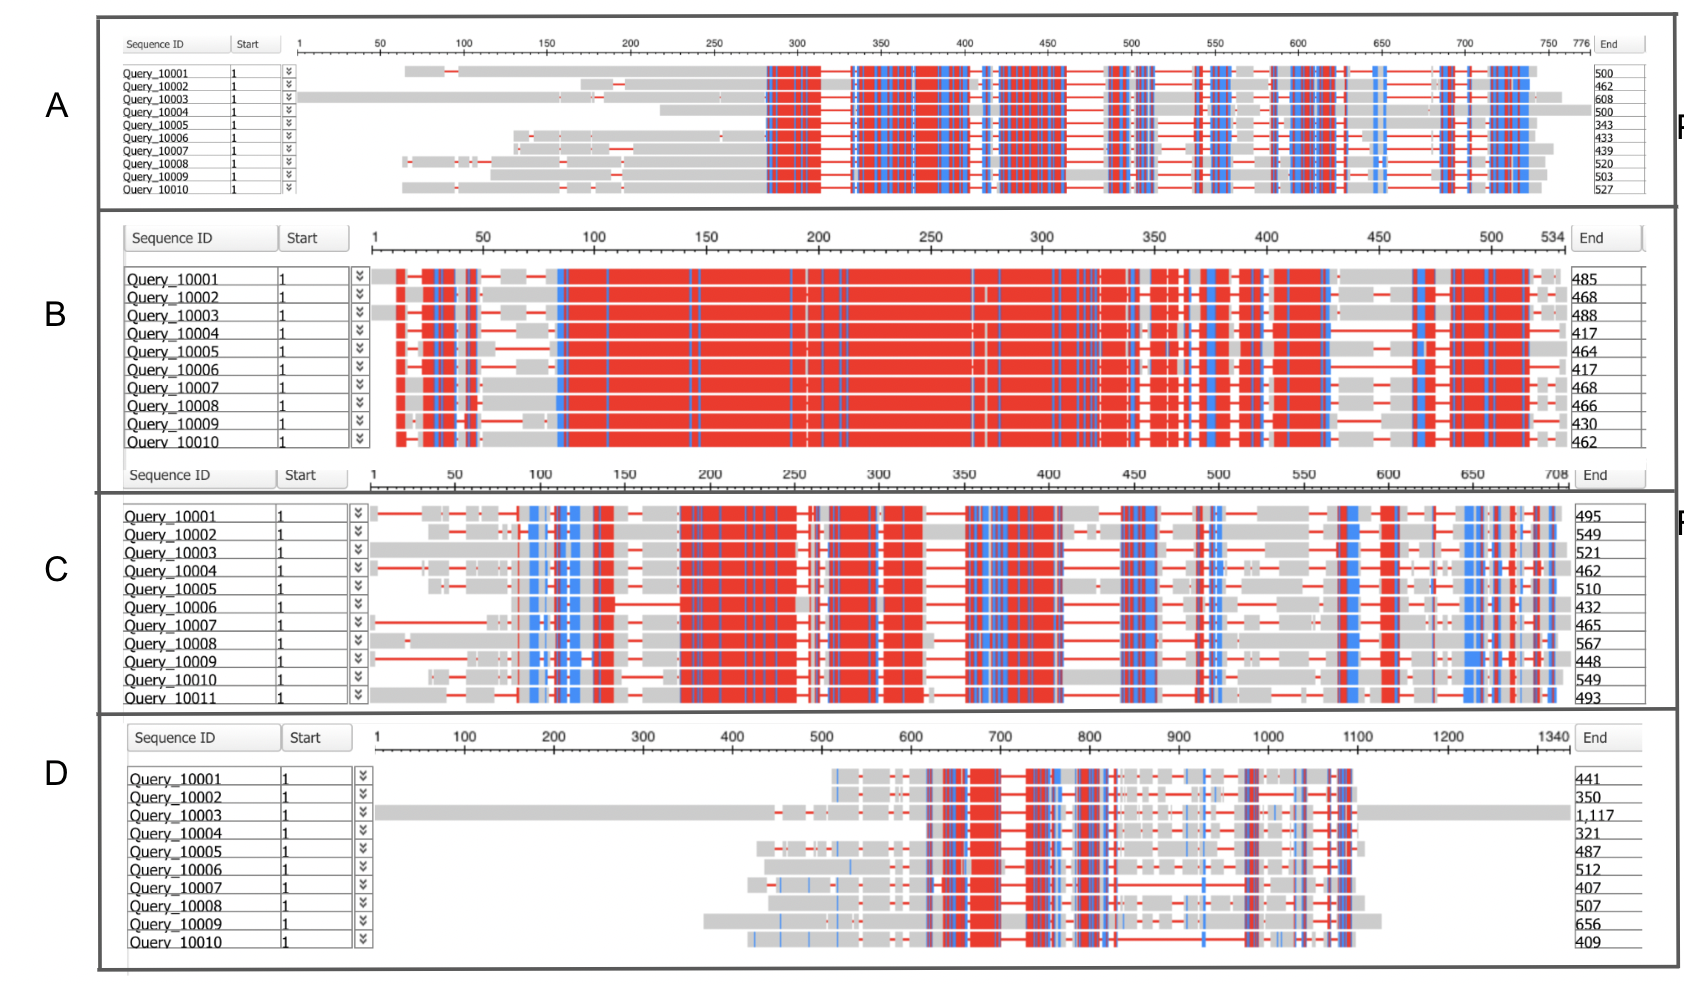 A
Sequence ID Start 1 50 100 150 200 250 300 350 400 450 500 550 600 650 700 750 776 End
Query_10001 1 500
Query_10002 1 462
Query_10003 1 608
Query_10004 1 500
Query_10005 1 343
Query_10006 1 433
Query_10007 1 439
Query_10008 1 520
Query_10009 1 503
Query_10010 1 527
B
Sequence ID Start 1 50 100 150 200 250 300 350 400 450 500 534 End
Query_10001 1 485
Query_10002 1 468
Query_10003 1 488
Query_10004 1 417
Query_10005 1 464
Query_10006 1 417
Query_10007 1 468
Query_10008 1 466
Query_10009 1 430
Query_10010 1 462
C
Sequence ID Start 1 50 100 150 200 250 300 350 400 450 500 550 600 650 708 End
Query_10001 1 495
Query_10002 1 549
Query_10003 1 521
Query_10004 1 462
Query_10005 1 510
Query_10006 1 432
Query_10007 1 465
Query_10008 1 567
Query_10009 1 448
Query_10010 1 549
Query_10011 1 493
D
Sequence ID Start 1 100 200 300 400 500 600 700 800 900 1000 1100 1200 1340 End
Query_10001 1 441
Query_10002 1 350
Query_10003 1 1,117
Query_10004 1 321
Query_10005 1 487
Query_10006 1 512
Query_10007 1 407
Query_10008 1 507
Query_10009 1 656
Query_10010 1 409